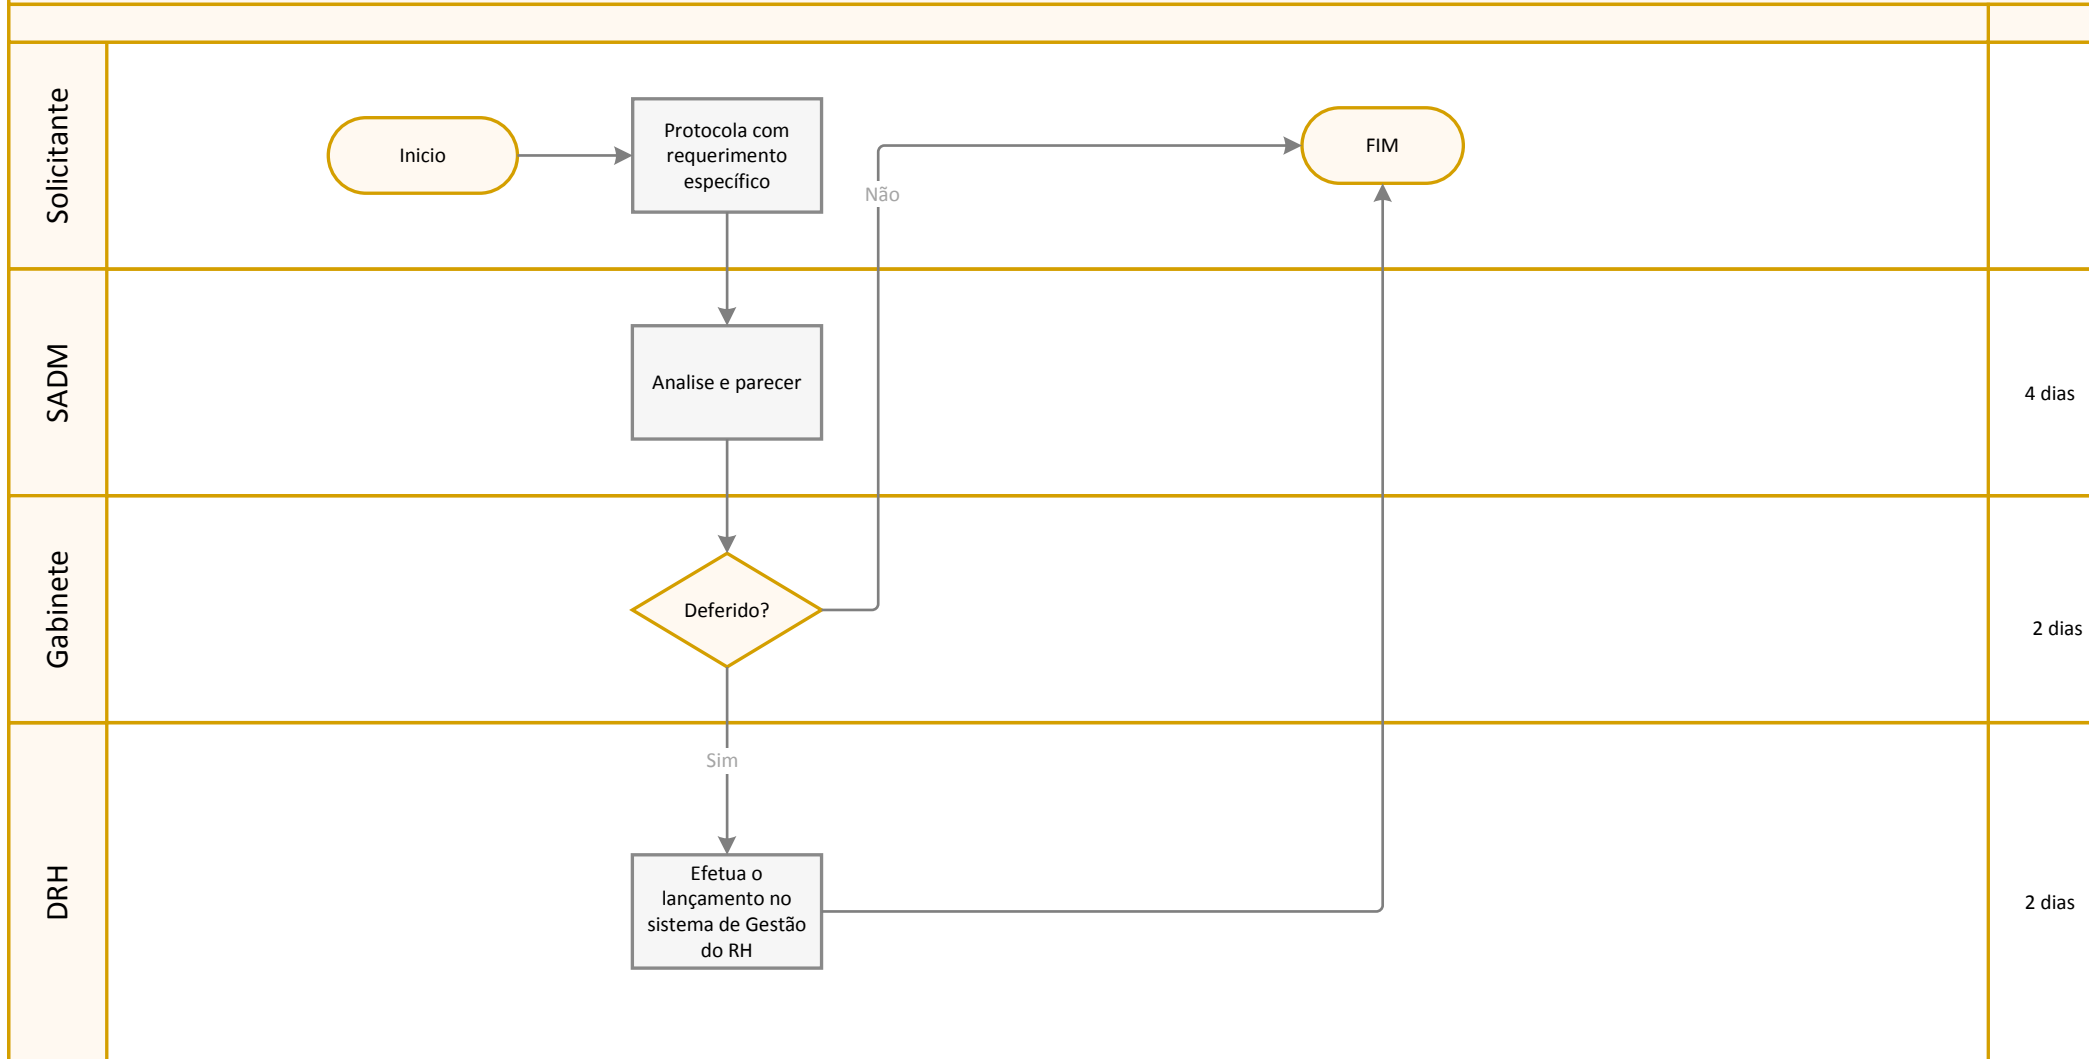 Solicitante
Inicio
Protocola com
requerimento
específico
Não
FIM
SADM
Analise e parecer
4 dias
Gabinete
Deferido?
2 dias
Sim
DRH
Efetua o
lançamento no
sistema de Gestão
do RH
2 dias